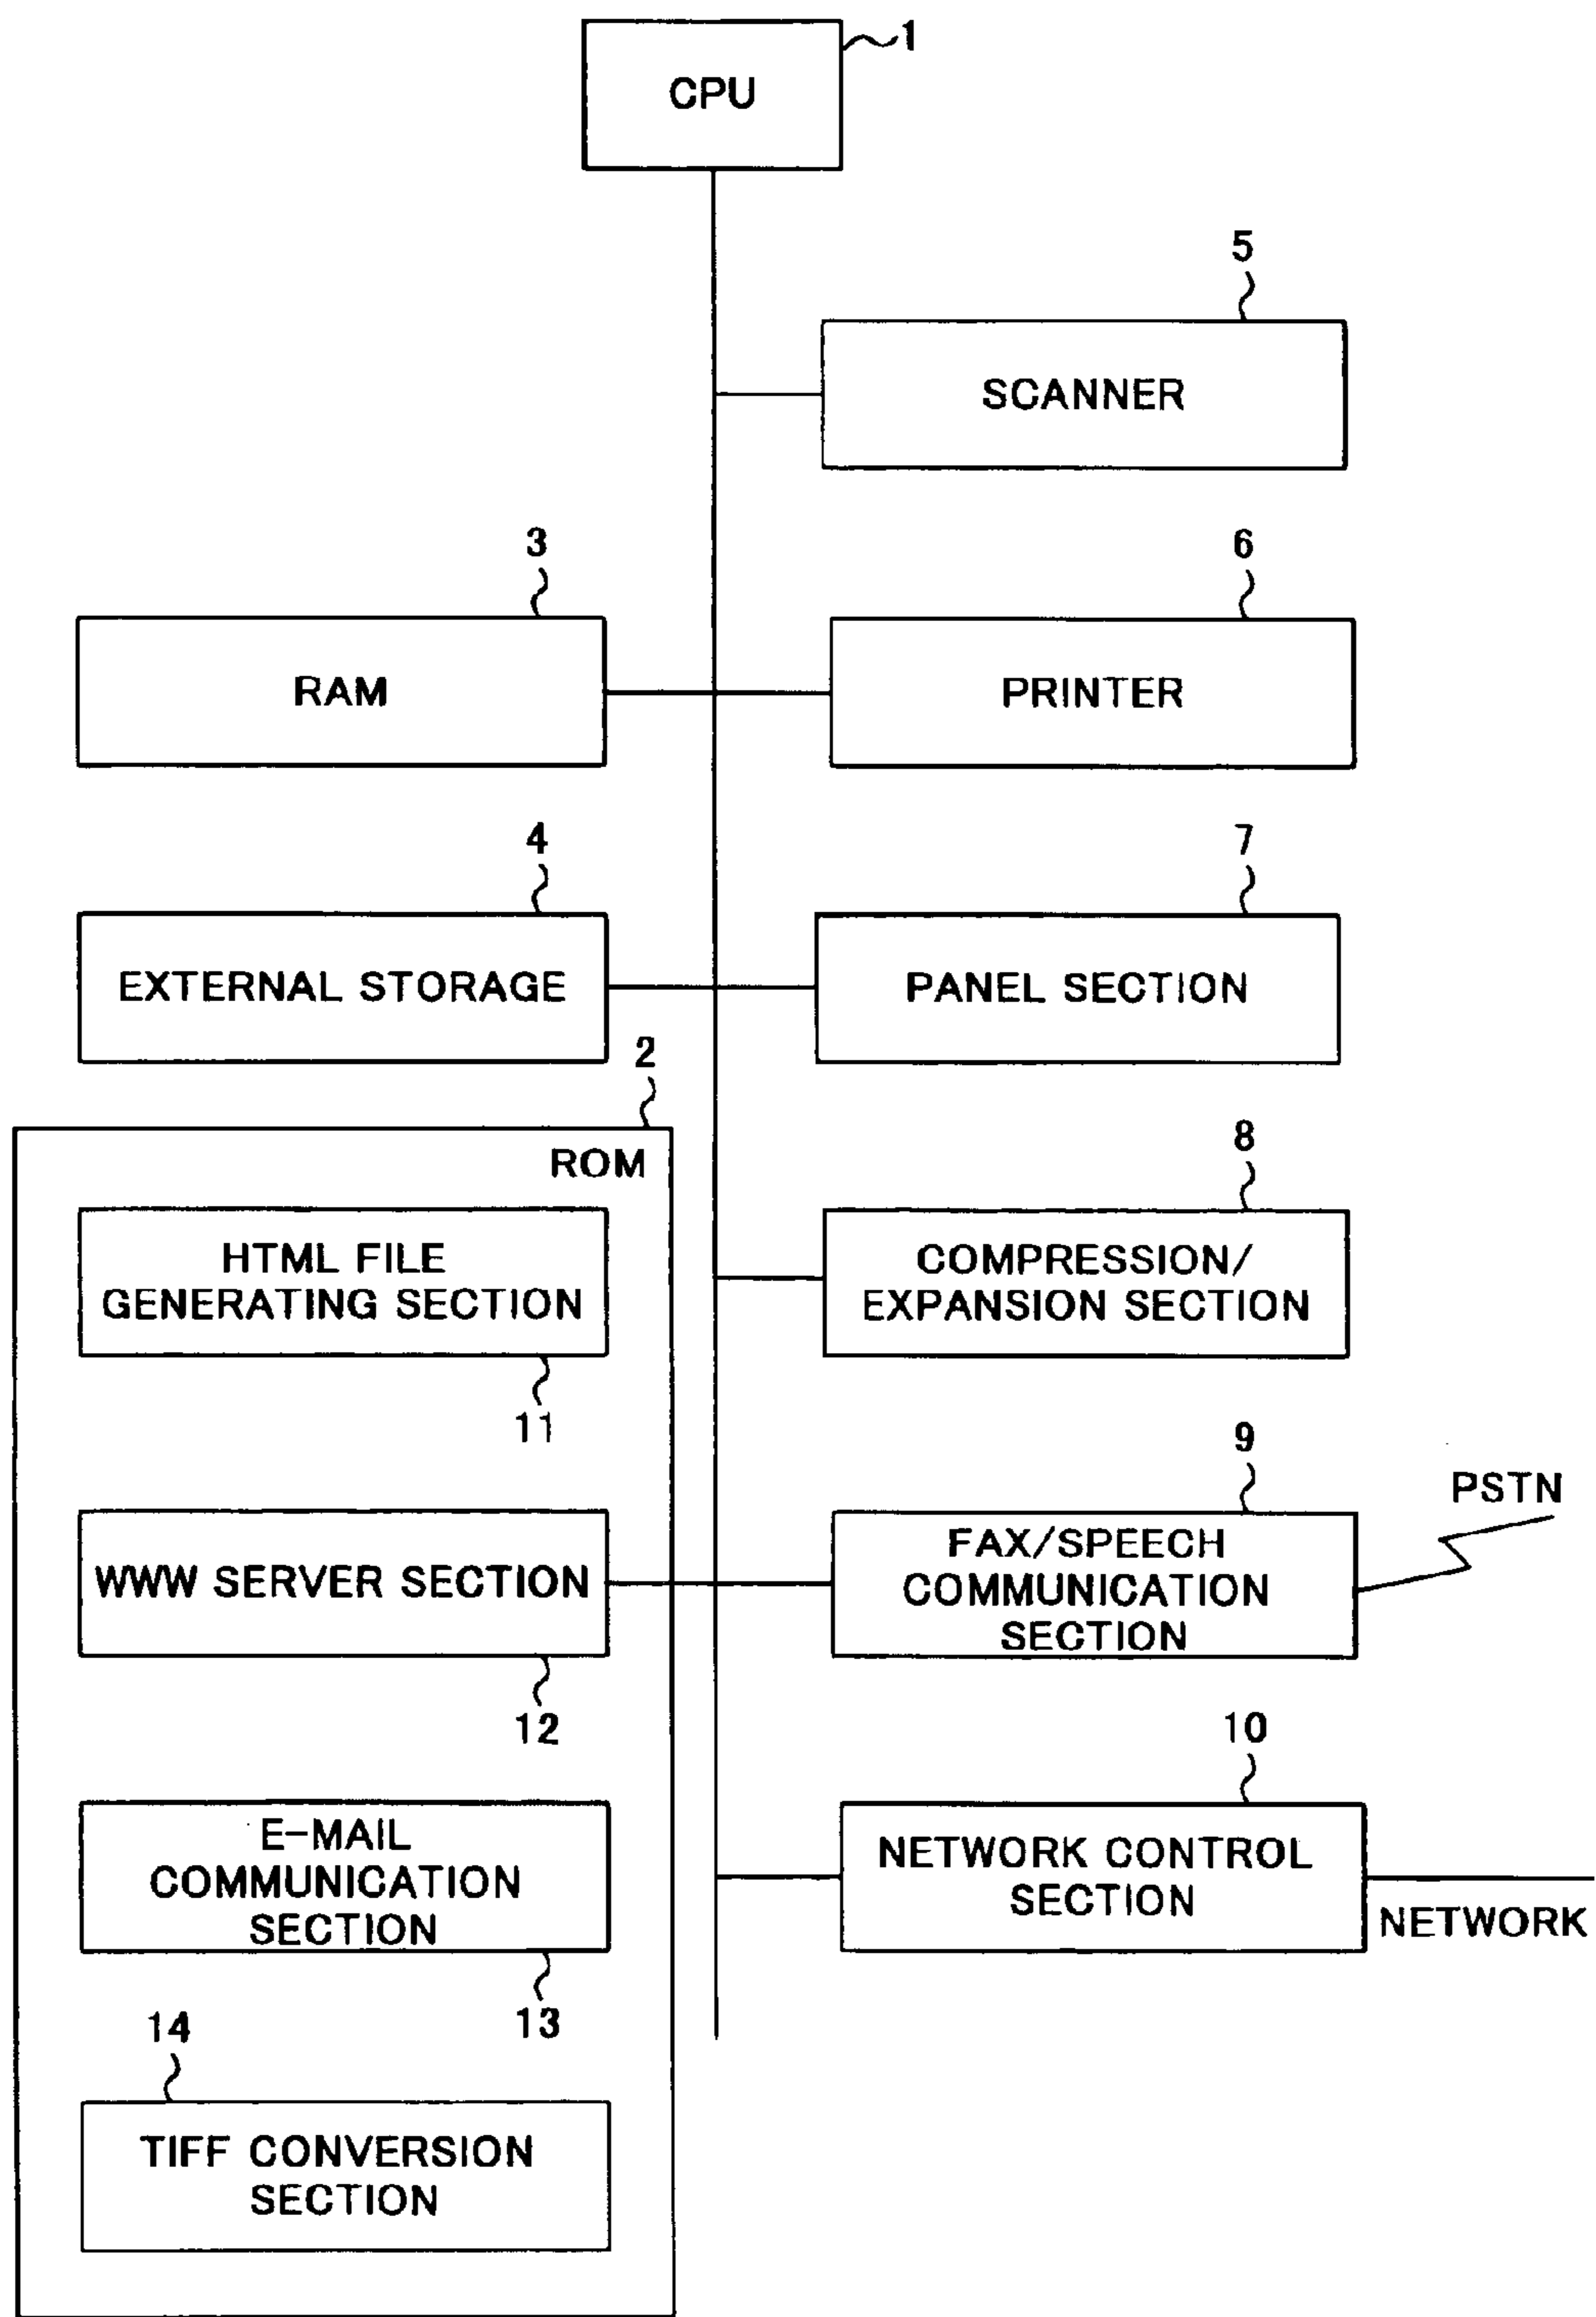 1
CPU
5
SCANNER
3
RAM
6
PRINTER
4
EXTERNAL STORAGE
7
PANEL SECTION
2
ROM
HTML FILE
GENERATING SECTION
11
8
COMPRESSION/
EXPANSION SECTION
WWW SERVER SECTION
12
9
FAX/SPEECH
COMMUNICATION
SECTION
PSTN
E-MAIL
COMMUNICATION
SECTION
13
10
NETWORK CONTROL
SECTION
NETWORK
14
TIFF CONVERSION
SECTION